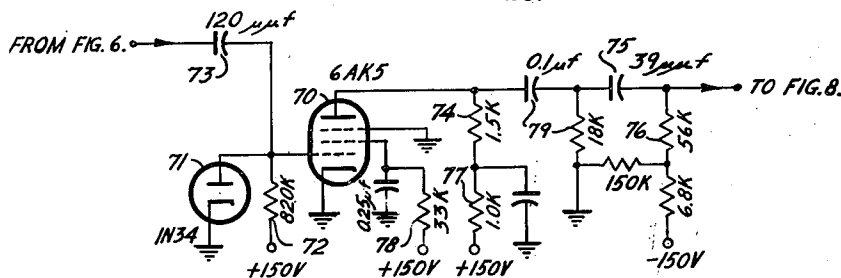 120 µµf
0.1µf
75
39µµf
FROM FIG. 6.
73
6AK5
70
TO FIG. 8.
74
1.5K
79
18K
76
56K
71
150K
77
1.0K
6.8K
820K
.025µf
33K
78
1N34
72
+150V
+150V
+150V
-150V